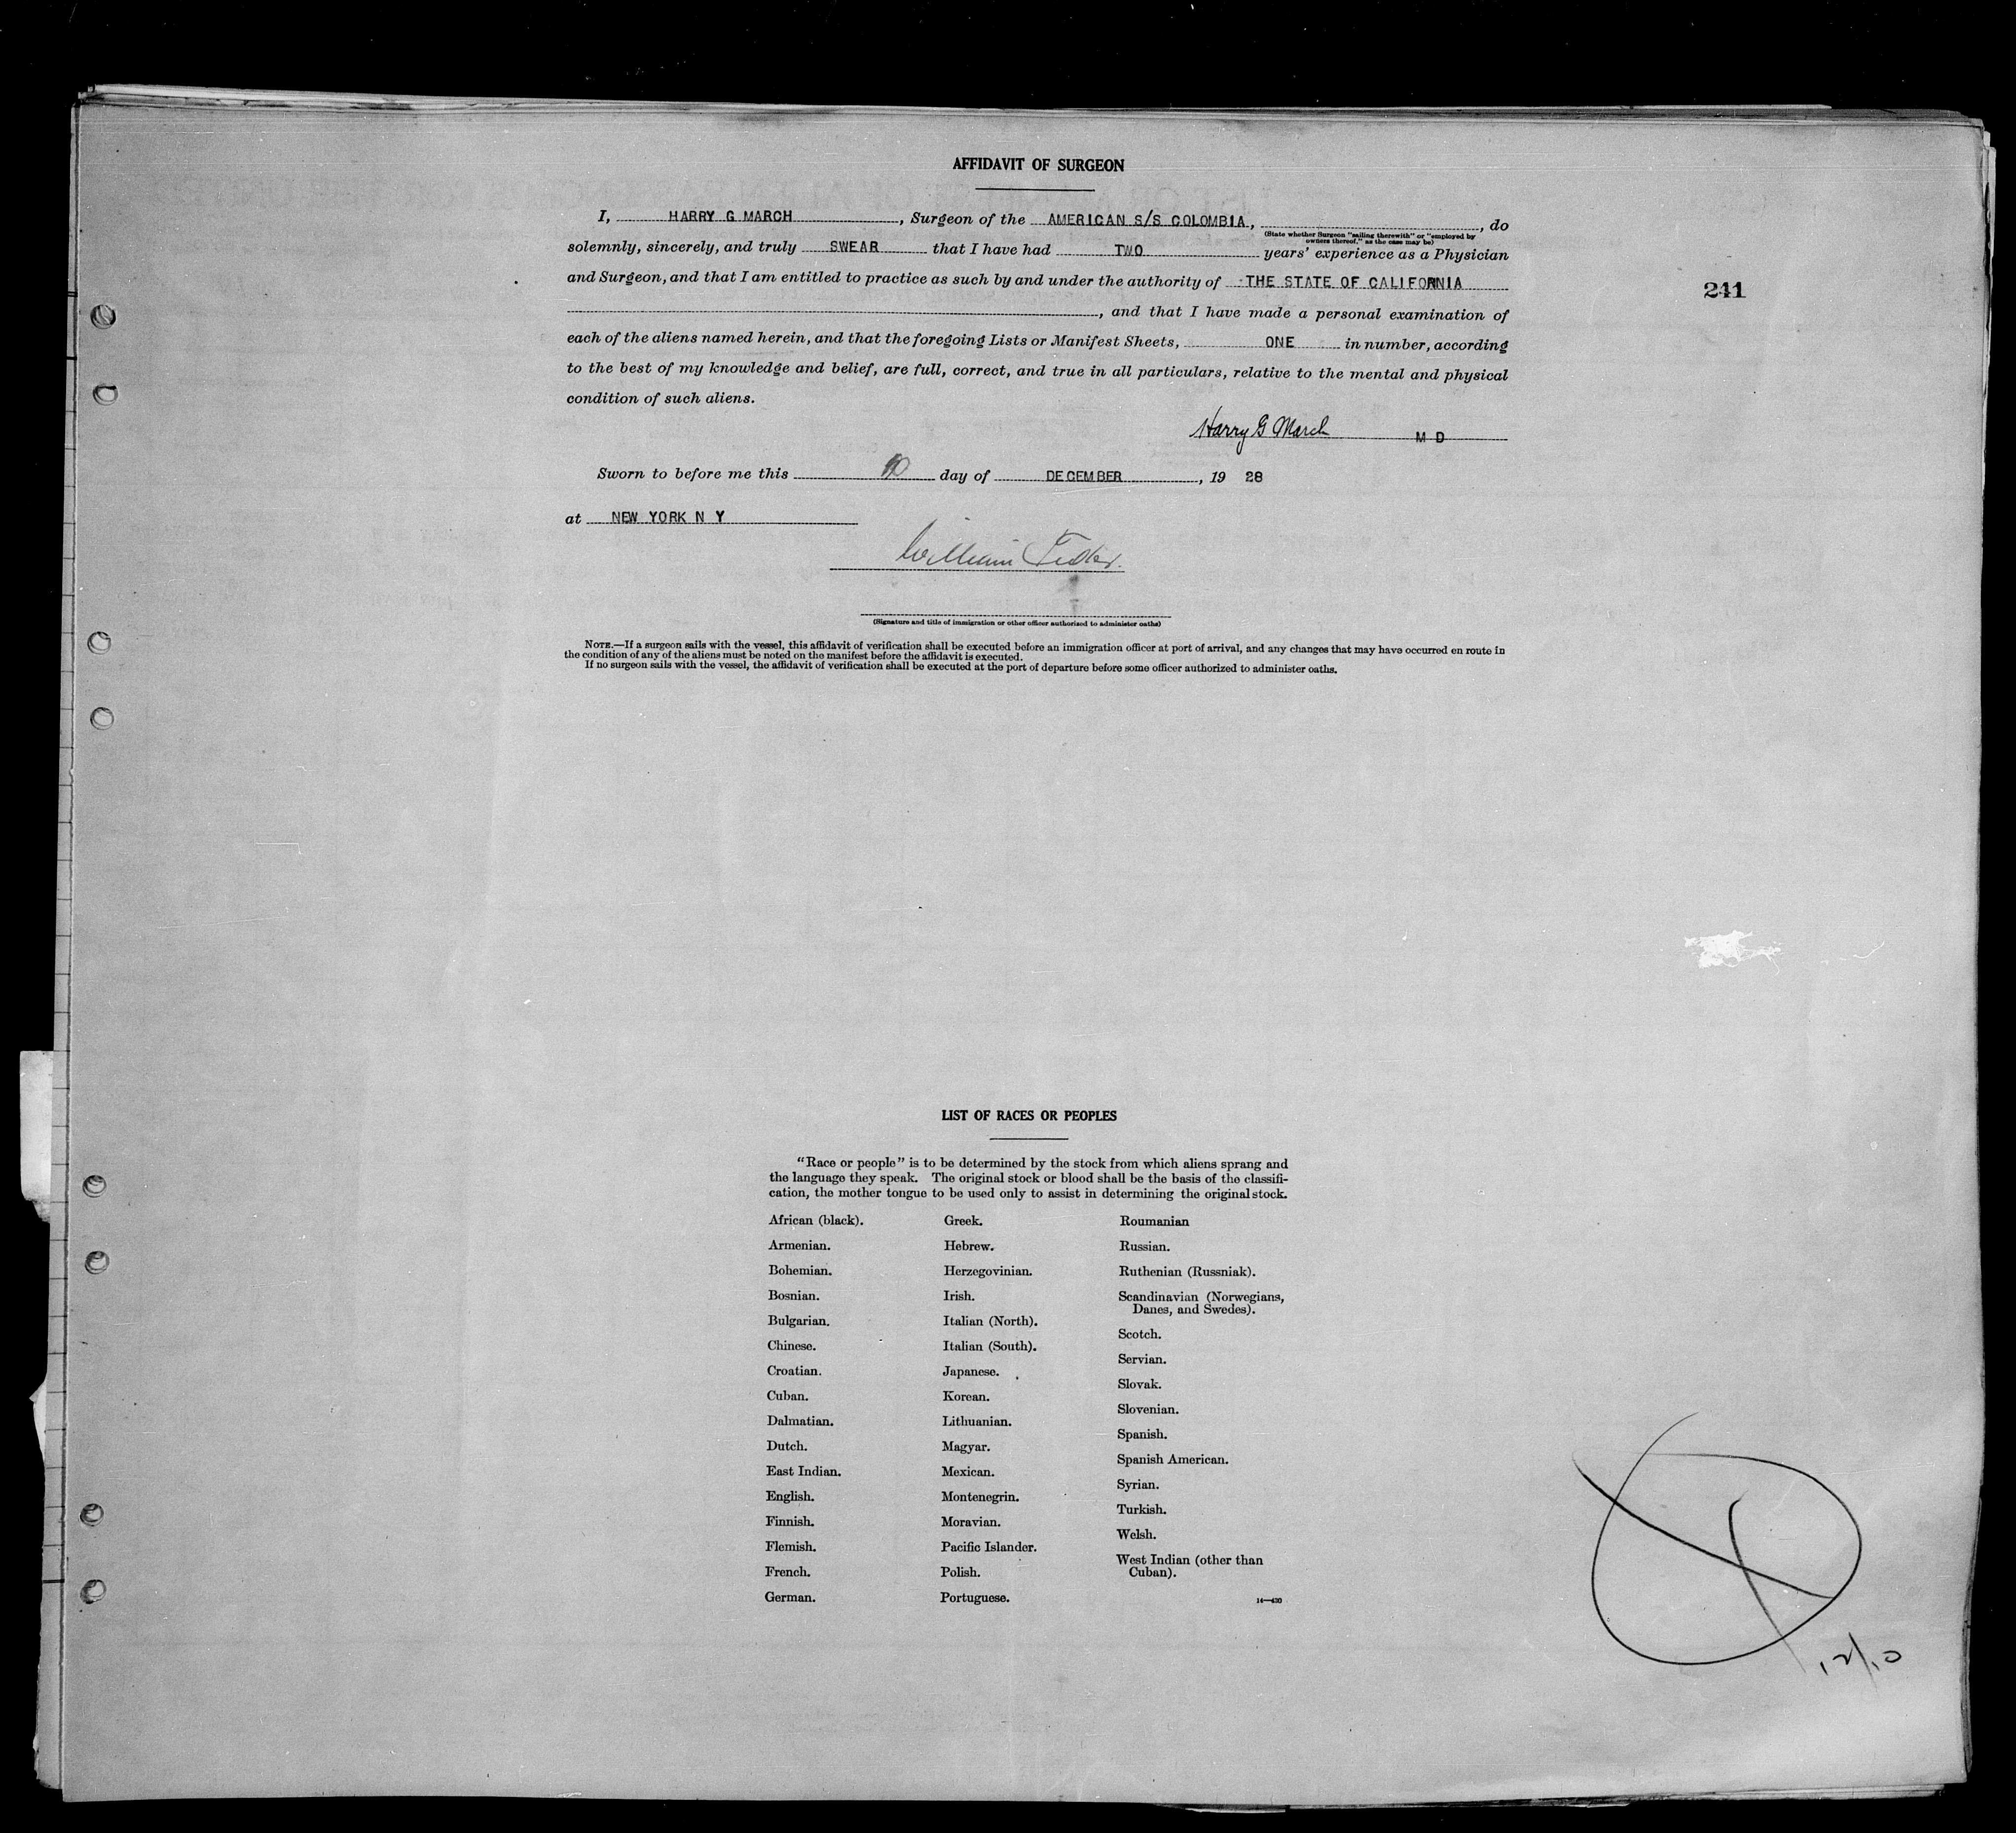 AFFIDAVIT OF SURGEON
I, HARRY G MARCH, Surgeon of the AMERICAN S/S COLOMBIA, , do
(State whether Surgeon "sailing therewith" or "employed by
owners thereof," as the case may be)
solemnly, sincerely, and truly SWEAR that I have had TWO years' experience as a Physician
and Surgeon, and that I am entitled to practice as such by and under the authority of THE STATE OF CALIFORNIA
241
, and that I have made a personal examination of
each of the aliens named herein, and that the foregoing Lists or Manifest Sheets, ONE in number, according
to the best of my knowledge and belief, are full, correct, and true in all particulars, relative to the mental and physical
condition of such aliens.
Harry G March M D
Sworn to before me this 10 day of DECEMBER, 19 28
at NEW YORK N Y
William
(Signature and title of immigration or other officer authorized to administer oaths)
NOTE.—If a surgeon sails with the vessel, this affidavit of verification shall be executed before an immigration officer at port of arrival, and any changes that may have occurred en route in
the condition of any of the aliens must be noted on the manifest before the affidavit is executed.
If no surgeon sails with the vessel, the affidavit of verification shall be executed at the port of departure before some officer authorized to administer oaths.
LIST OF RACES OR PEOPLES
"Race or people" is to be determined by the stock from which aliens sprang and
the language they speak. The original stock or blood shall be the basis of the classifi-
cation, the mother tongue to be used only to assist in determining the original stock.
African (black).
Armenian.
Bohemian.
Bosnian.
Bulgarian.
Chinese.
Croatian.
Cuban.
Dalmatian.
Dutch.
East Indian.
English.
Finnish.
Flemish.
French.
German.
Greek.
Hebrew.
Herzegovinian.
Irish.
Italian (North).
Italian (South).
Japanese.
Korean.
Lithuanian.
Magyar.
Mexican.
Montenegrin.
Moravian.
Pacific Islander.
Polish.
Portuguese.
Roumanian
Russian.
Ruthenian (Russniak).
Scandinavian (Norwegians,
Danes, and Swedes).
Scotch.
Servian.
Slovak.
Slovenian.
Spanish.
Spanish American.
Syrian.
Turkish.
Welsh.
West Indian (other than
Cuban).
14—430
12/10